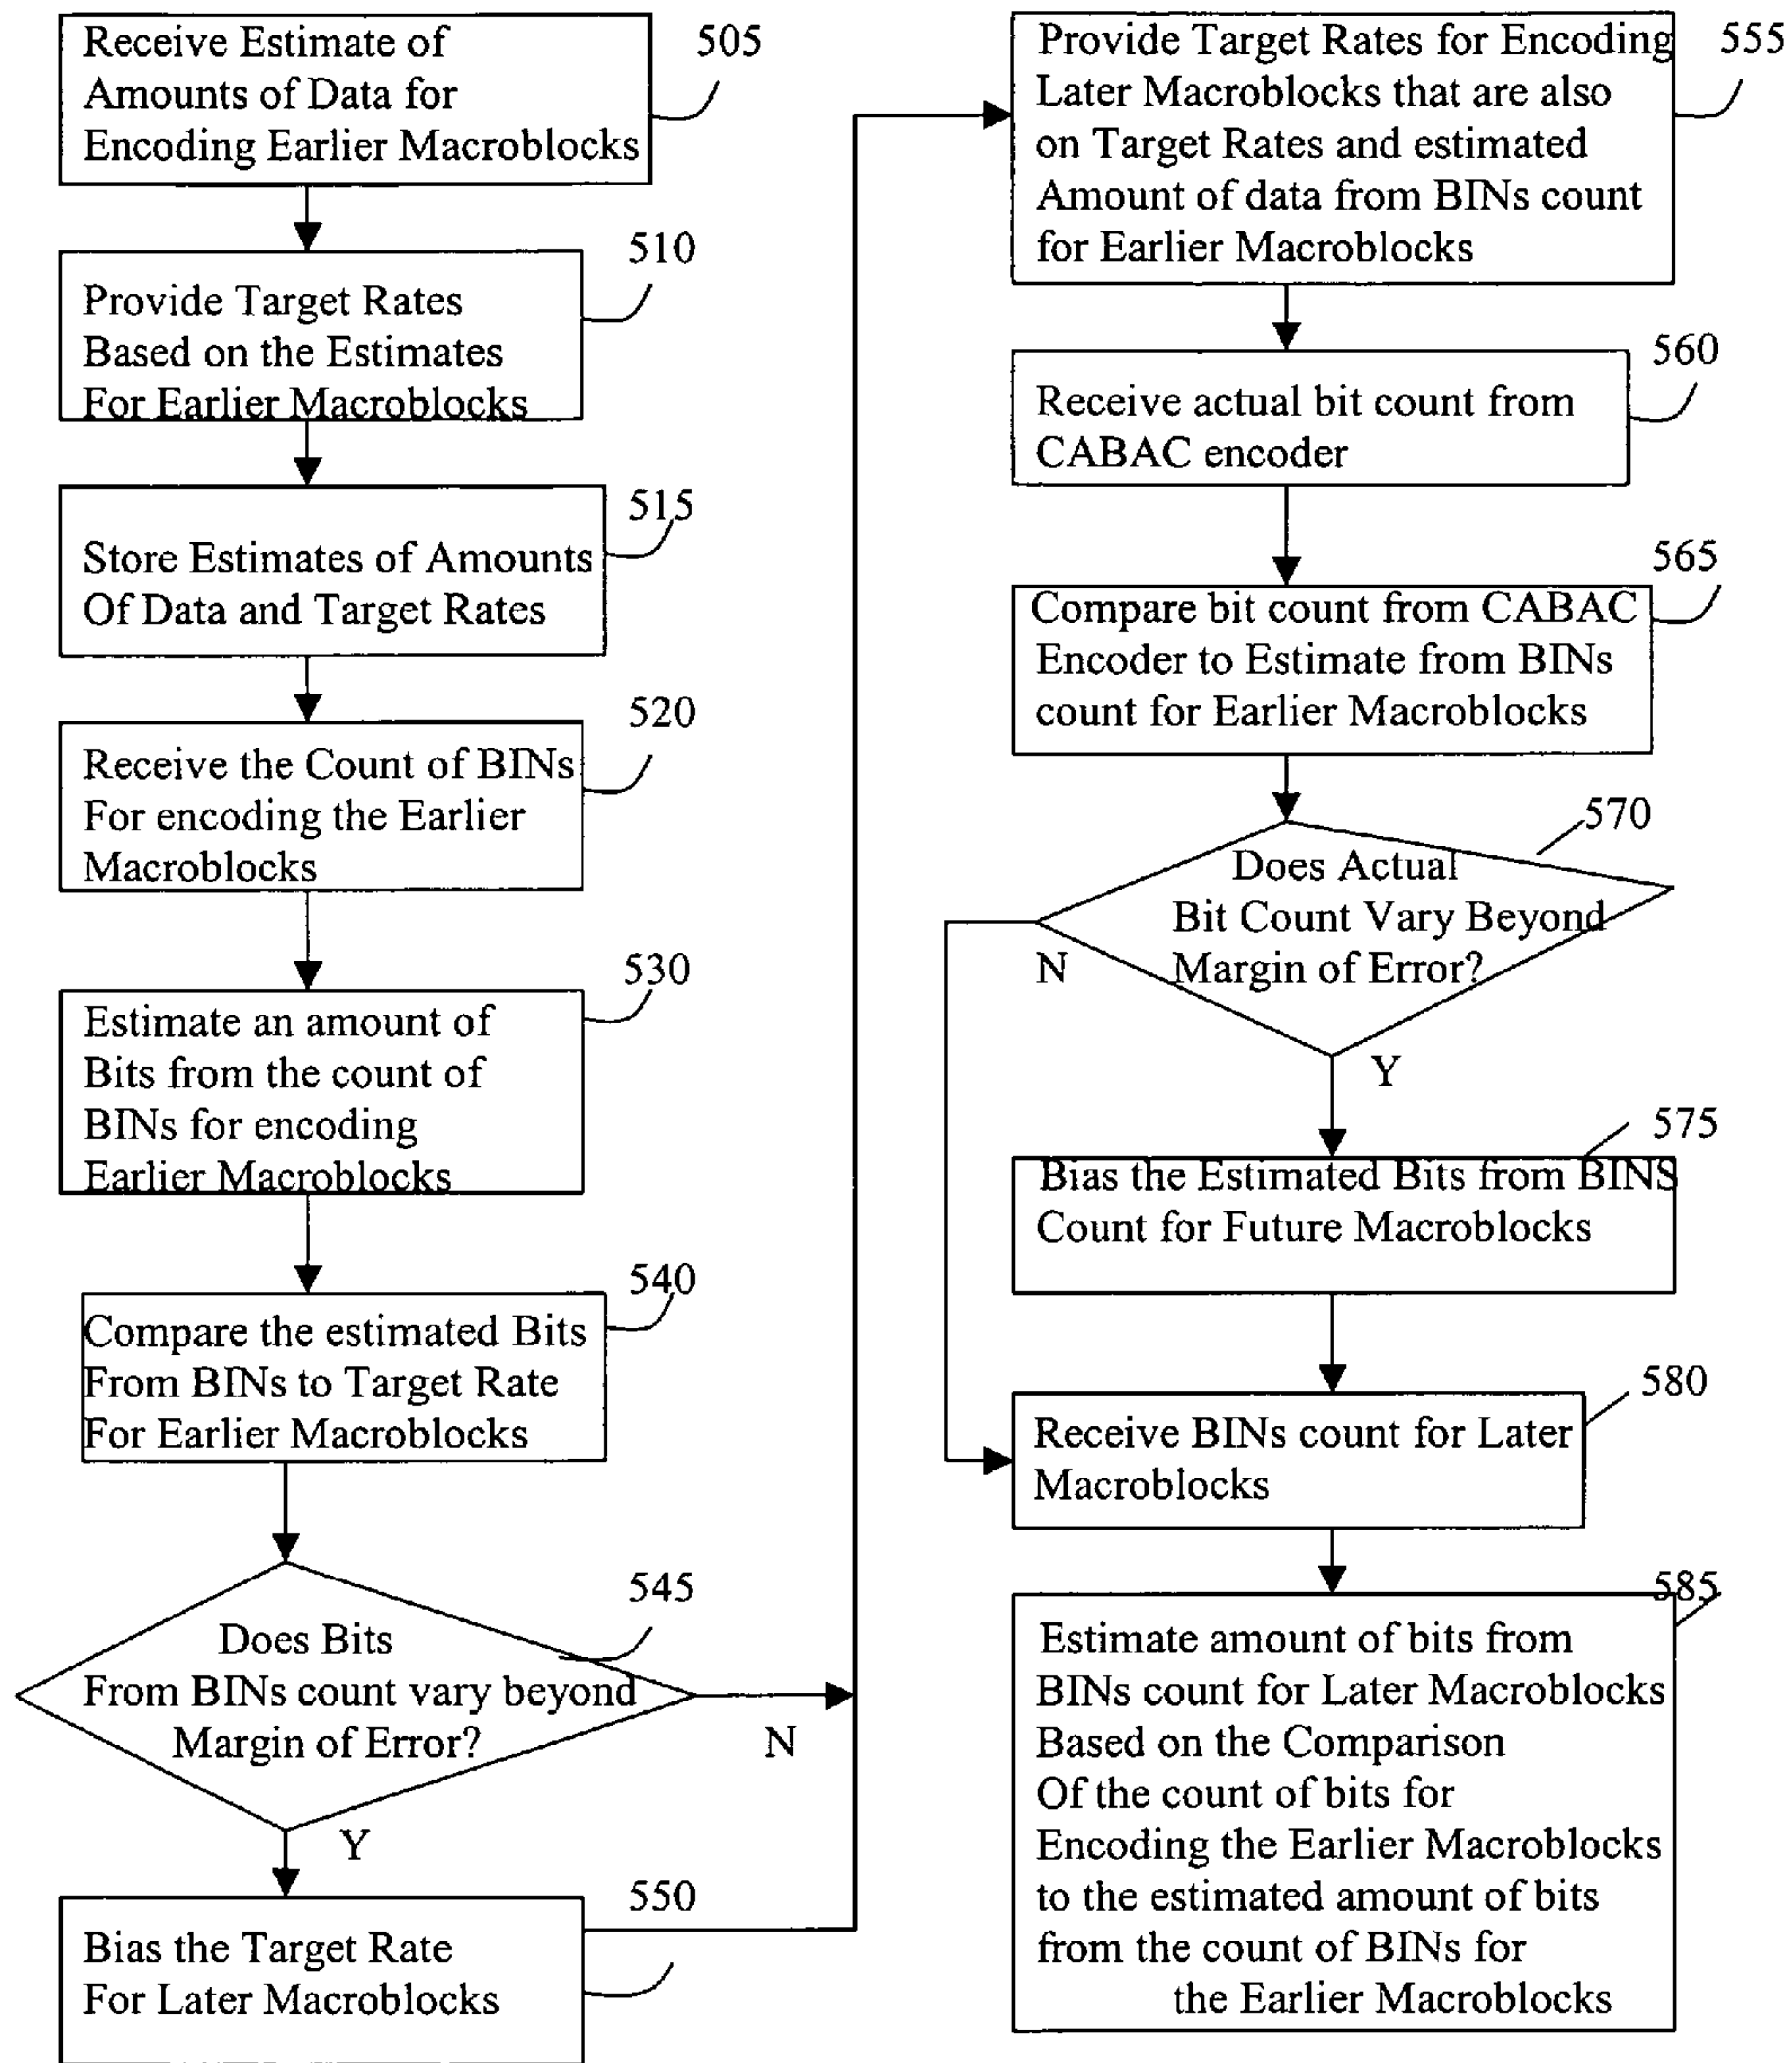 Receive Estimate of
Amounts of Data for
Encoding Earlier Macroblocks
505
Provide Target Rates
Based on the Estimates
For Earlier Macroblocks
510
Store Estimates of Amounts
Of Data and Target Rates
515
Receive the Count of BINs
For encoding the Earlier
Macroblocks
520
Estimate an amount of
Bits from the count of
BINs for encoding
Earlier Macroblocks
530
Compare the estimated Bits
From BINs to Target Rate
For Earlier Macroblocks
540
Does Bits
From BINs count vary beyond
Margin of Error?
545
N
Y
Bias the Target Rate
For Later Macroblocks
550
Provide Target Rates for Encoding
Later Macroblocks that are also
on Target Rates and estimated
Amount of data from BINs count
for Earlier Macroblocks
555
Receive actual bit count from
CABAC encoder
560
Compare bit count from CABAC
Encoder to Estimate from BINs
count for Earlier Macroblocks
565
Does Actual
Bit Count Vary Beyond
Margin of Error?
570
N
Y
Bias the Estimated Bits from BINS
Count for Future Macroblocks
575
Receive BINs count for Later
Macroblocks
580
Estimate amount of bits from
BINs count for Later Macroblocks
Based on the Comparison
Of the count of bits for
Encoding the Earlier Macroblocks
to the estimated amount of bits
from the count of BINs for
the Earlier Macroblocks
585